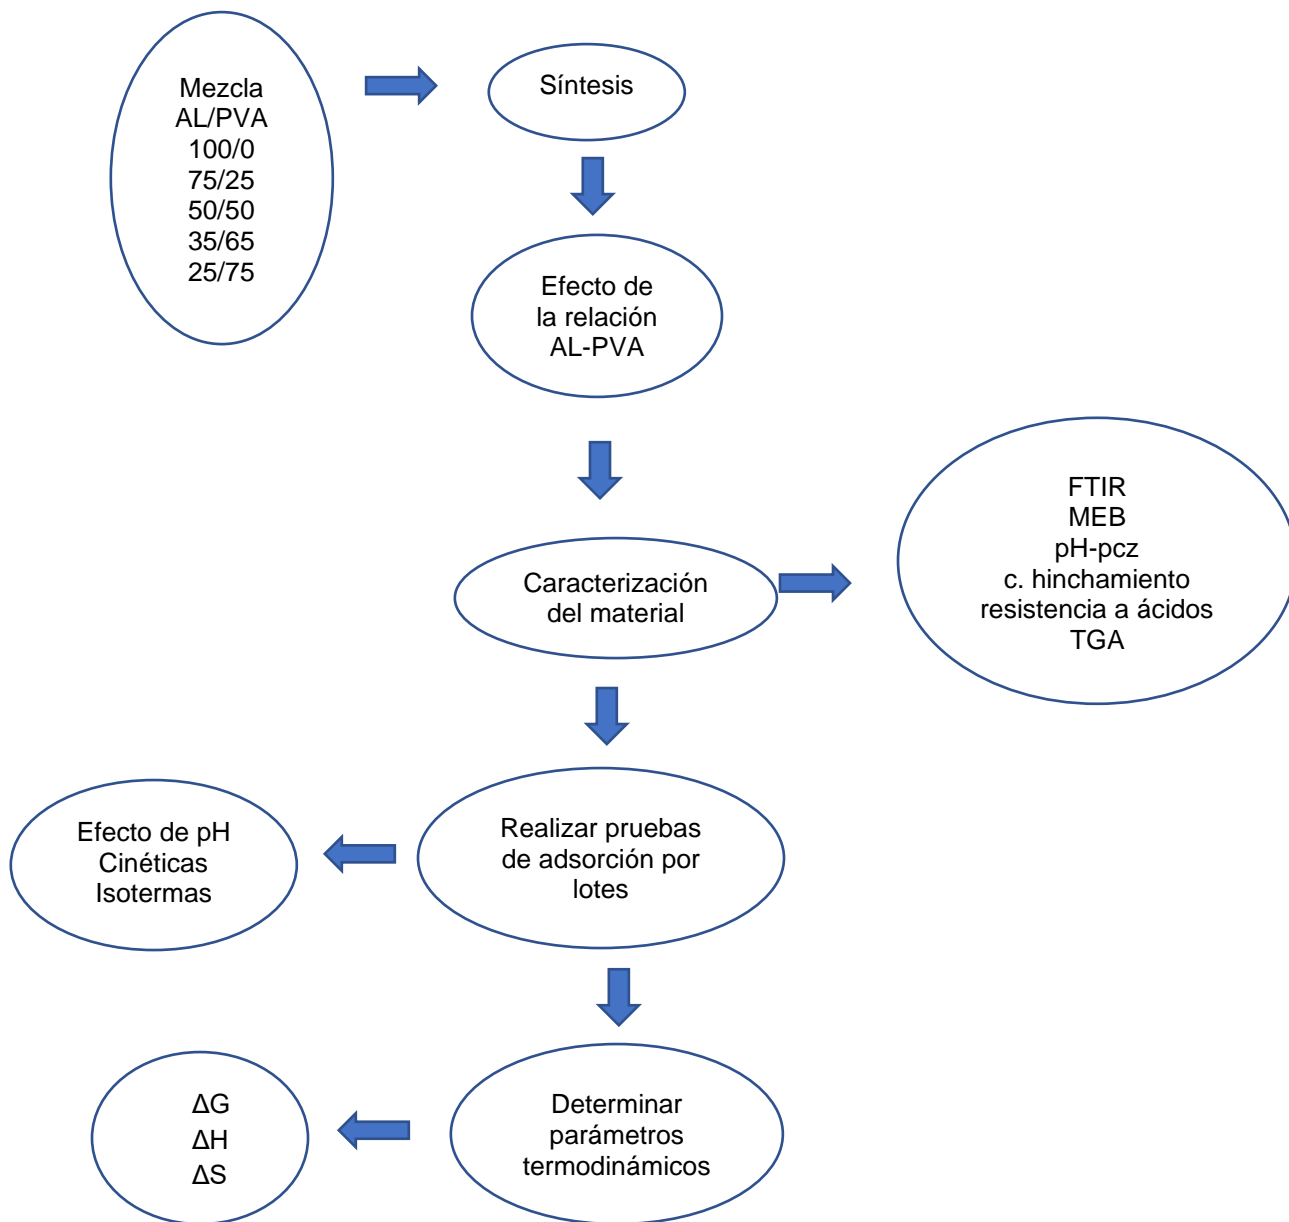 Mezcla
AL/PVA
100/0
75/25
50/50
35/65
25/75
Síntesis
Efecto de
la relación
AL-PVA
Caracterización
del material
FTIR
MEB
pH-pcz
c. hinchamiento
resistencia a ácidos
TGA
Realizar pruebas
de adsorción por
lotes
Efecto de pH
Cinéticas
Isotermas
Determinar
parámetros
termodinámicos
ΔG
ΔH
ΔS